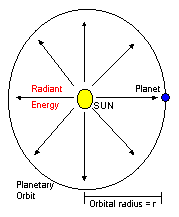 Radiant
Planet
Energy
SUN
Planetary
Orbit
Orbital radius = r